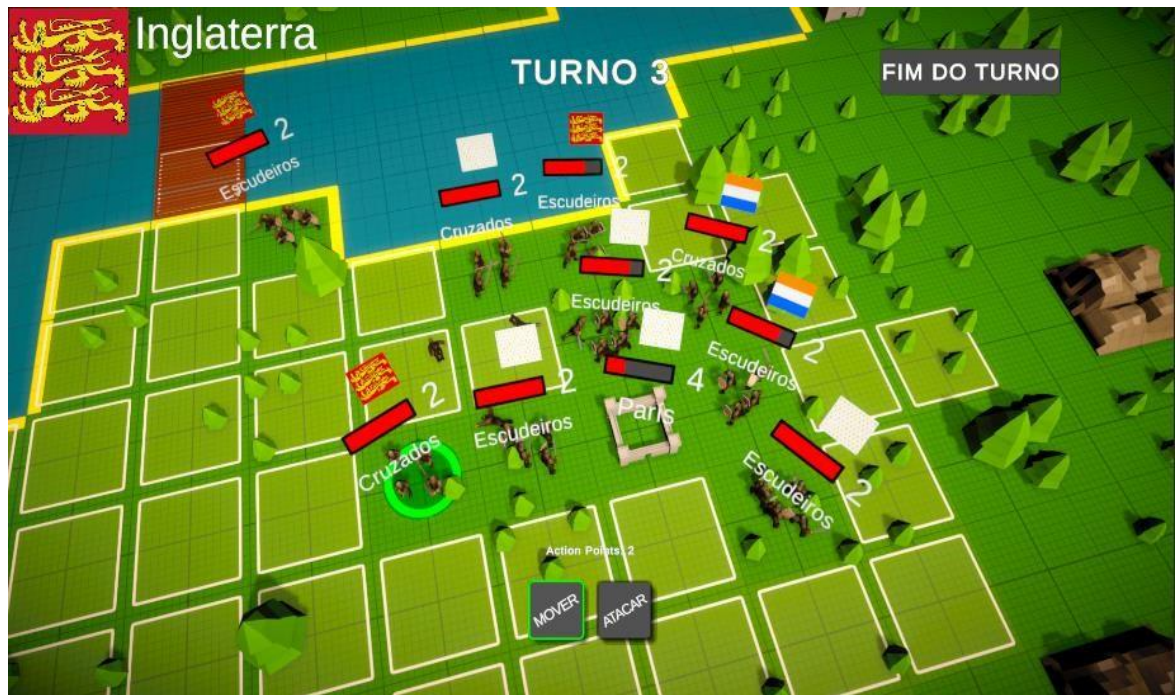 Inglaterra
TURNO 3
FIM DO TURNO
2
Escudeiros
2
Cruzados
2
Escudeiros
2
Cruzados
2
Escudeiros
2
Escudeiros
4
Paris
2
Escudeiros
2
Cruzados
2
Escudeiros
Action Points: 2
MOVER
ATACAR